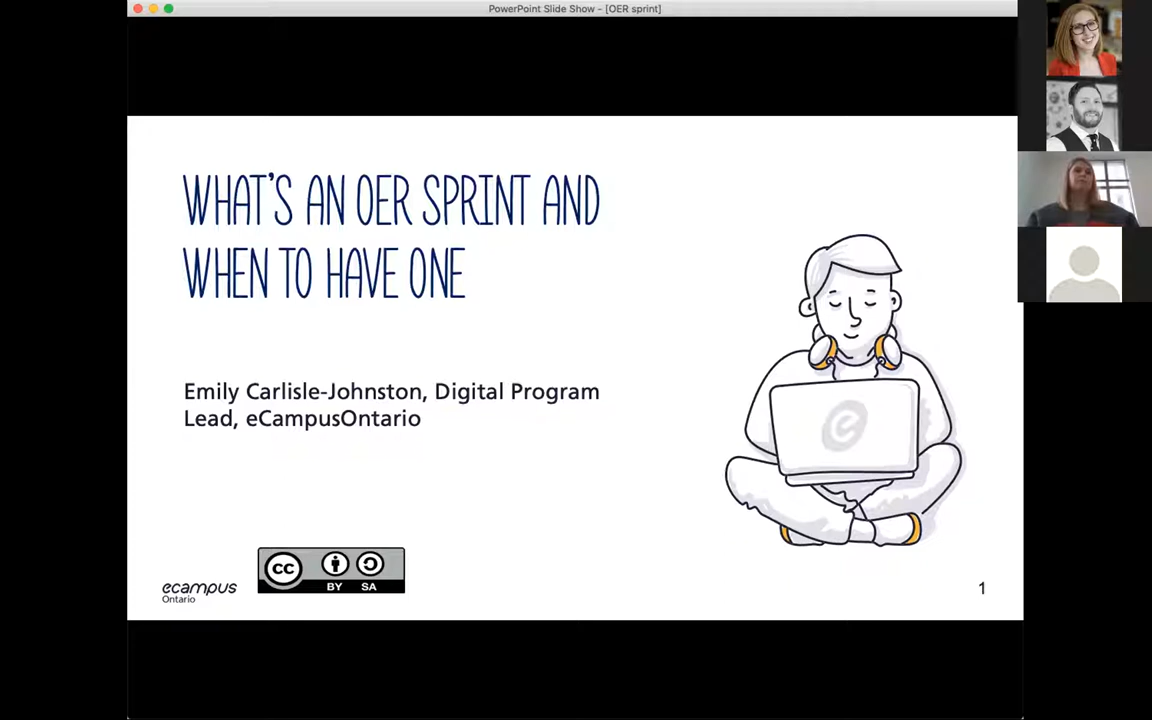 PowerPoint Slide Show - [OER sprint]
WHAT'S AN OER SPRINT AND
WHEN TO HAVE ONE
Emily Carlisle-Johnston, Digital Program
Lead, eCampusOntario
cc
BY SA
ecampus
Ontario
1